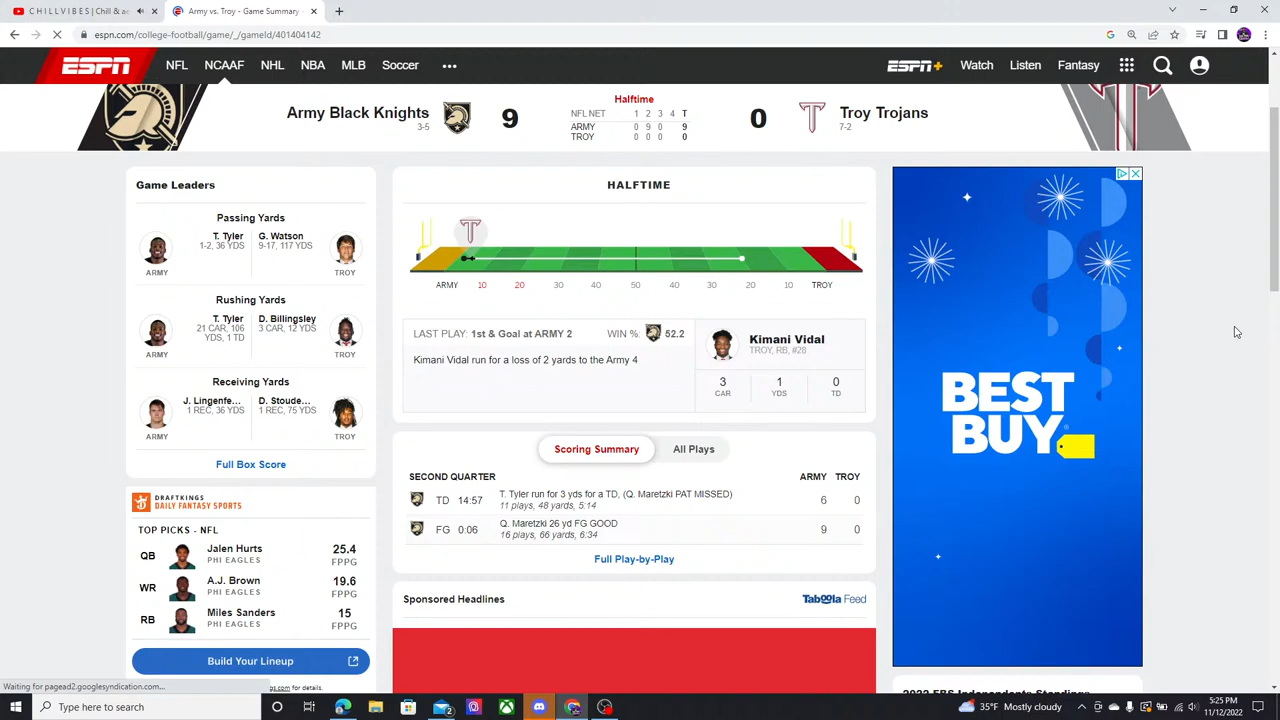 C H I L L V I B E S | Chill & ae
Army vs. Troy - Game Summary -
espn.com/college-football/game/_/gameId/401404142
ESPN NFL NCAAF NHL NBA MLB Soccer ••• ESPN+ Watch Listen Fantasy
Army Black Knights
3-5
9
Halftime
NFL NET 1 2 3 4 T
ARMY 0 9 0 9
TROY 0 0 0 0
0
Troy Trojans
7-2
Game Leaders
Passing Yards
T. Tyler G. Watson
1-2, 36 YDS 9-17, 117 YDS
ARMY TROY
Rushing Yards
T. Tyler D. Billingsley
21 CAR, 106 3 CAR, 12 YDS
YDS, 1 TD
ARMY TROY
Receiving Yards
J. Lingenfe... D. Stoude...
1 REC, 36 YDS 1 REC, 75 YDS
ARMY TROY
Full Box Score
DRAFTKINGS
DAILY FANTASY SPORTS
TOP PICKS - NFL
QB Jalen Hurts 25.4
PHI EAGLES FPPG
WR A.J. Brown 19.6
PHI EAGLES FPPG
RB Miles Sanders 15
PHI EAGLES FPPG
Build Your Lineup
gs.com for details.
HALFTIME
T
ARMY 10 20 30 40 50 40 30 20 10 TROY
LAST PLAY: 1st & Goal at ARMY 2 WIN %: 52.2
Kimani Vidal run for a loss of 2 yards to the Army 4
Kimani Vidal
TROY, RB, #28
3 1 0
CAR YDS TD
Scoring Summary All Plays
SECOND QUARTER ARMY TROY
TD 14:57 T. Tyler run for 3 yds for a TD, (Q. Maretzki PAT MISSED) 6 0
11 plays, 48 yards, 5:14
FG 0:06 Q. Maretzki 26 yd FG GOOD 9 0
16 plays, 66 yards, 6:34
Full Play-by-Play
Sponsored Headlines Taboola Feed
BEST
BUY
2022 FBS Independents Standings
Waiting for pagead2.googlesyndication.com...
Type here to search
35°F Mostly cloudy
5:25 PM
11/12/2022